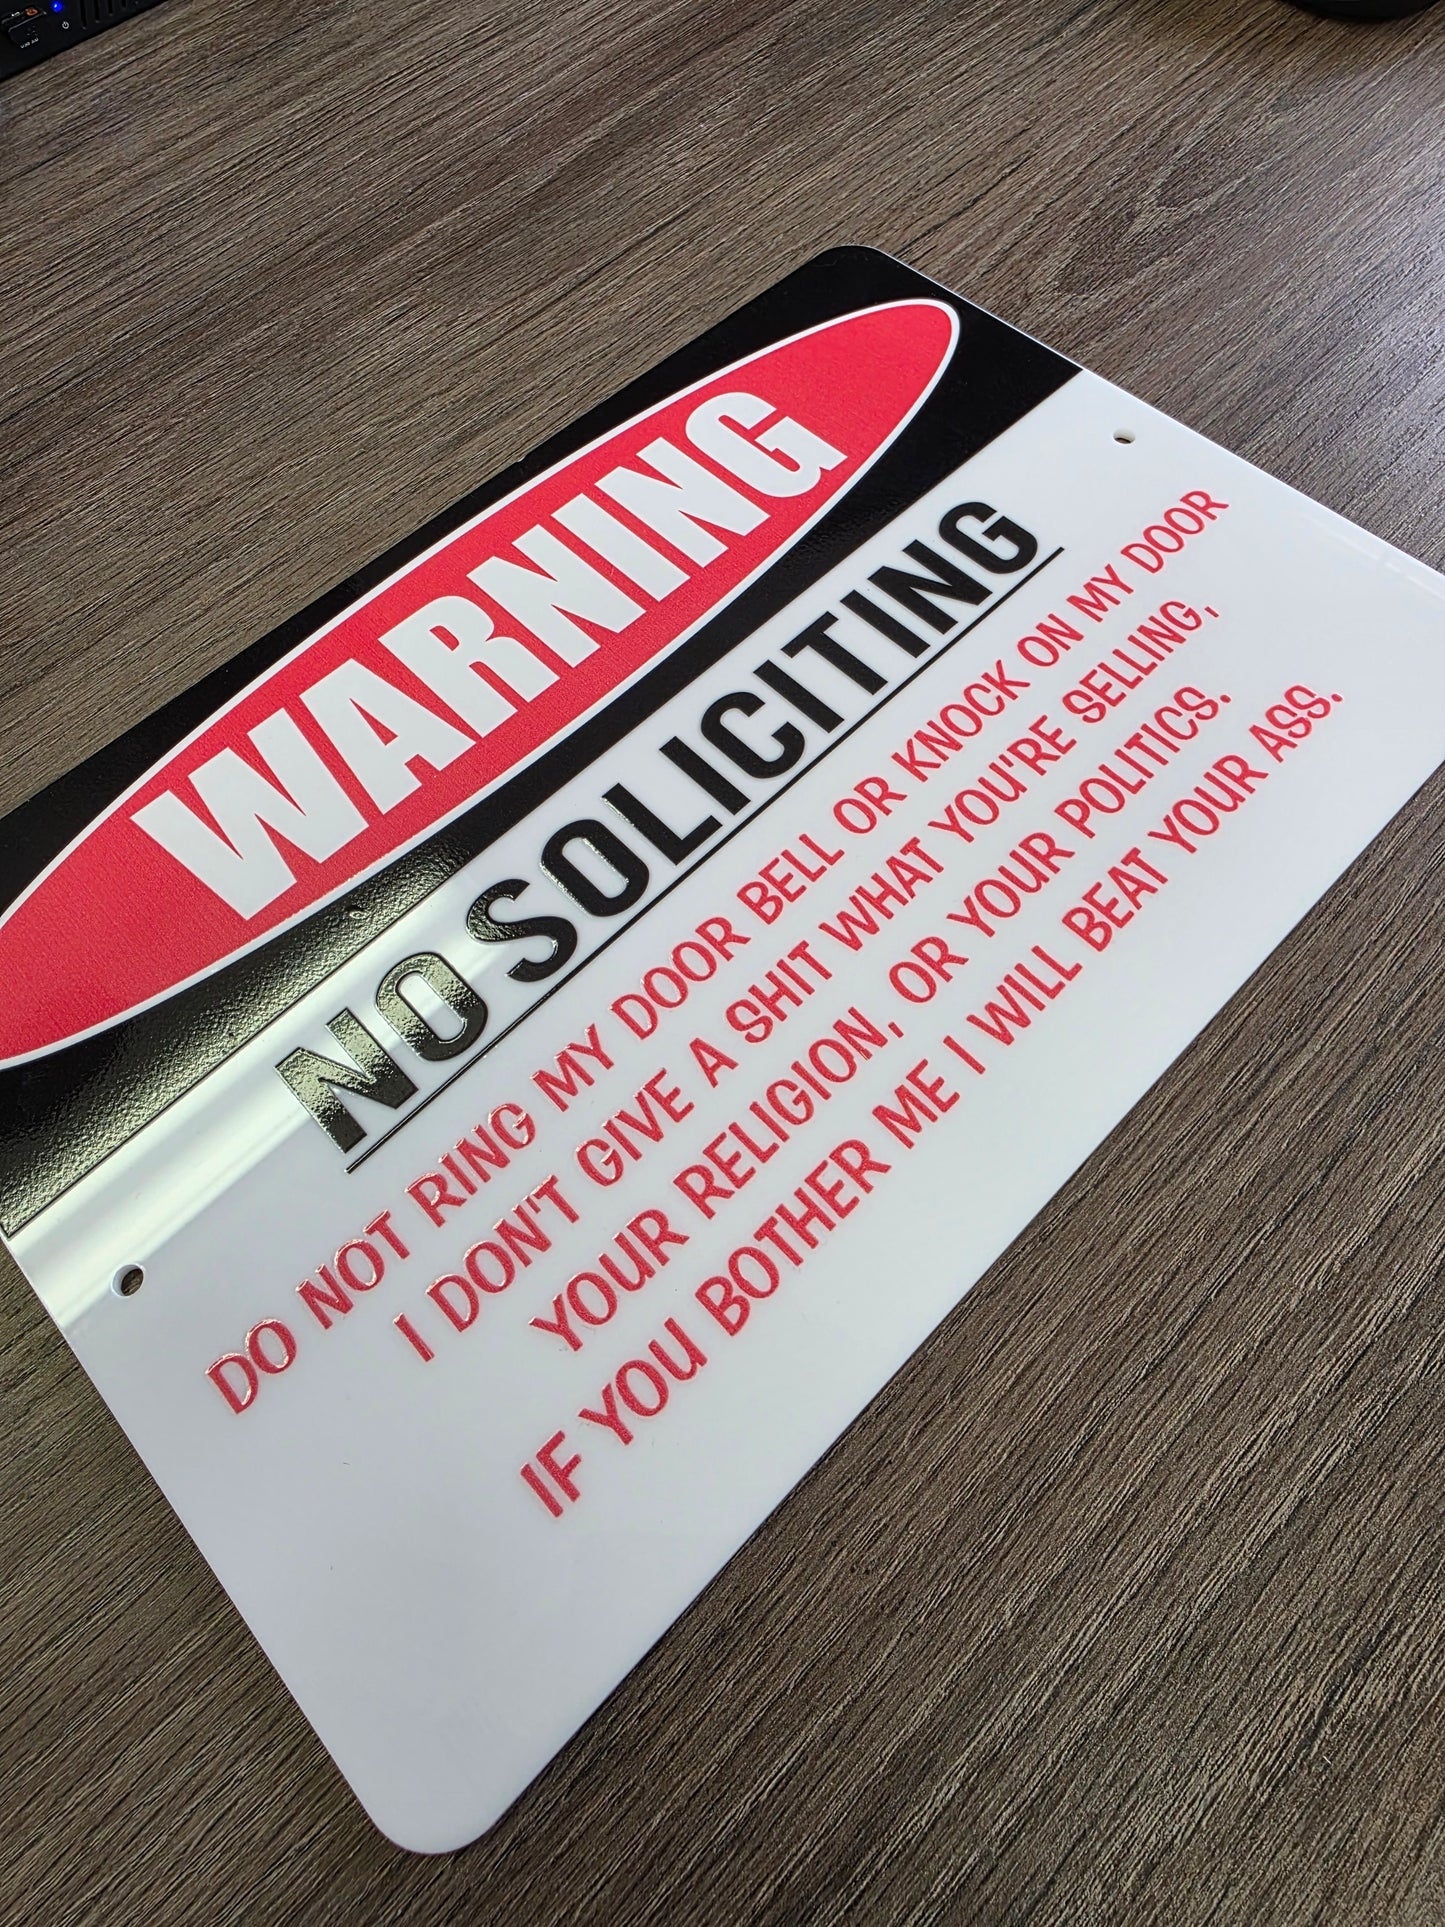 WARNING
NO SOLICITING
DO NOT RING MY DOOR BELL OR KNOCK ON MY DOOR
I DON'T GIVE A SHIT WHAT YOU'RE SELLING,
YOUR RELIGION, OR YOUR POLITICS.
IF YOU BOTHER ME I WILL BEAT YOUR ASS.